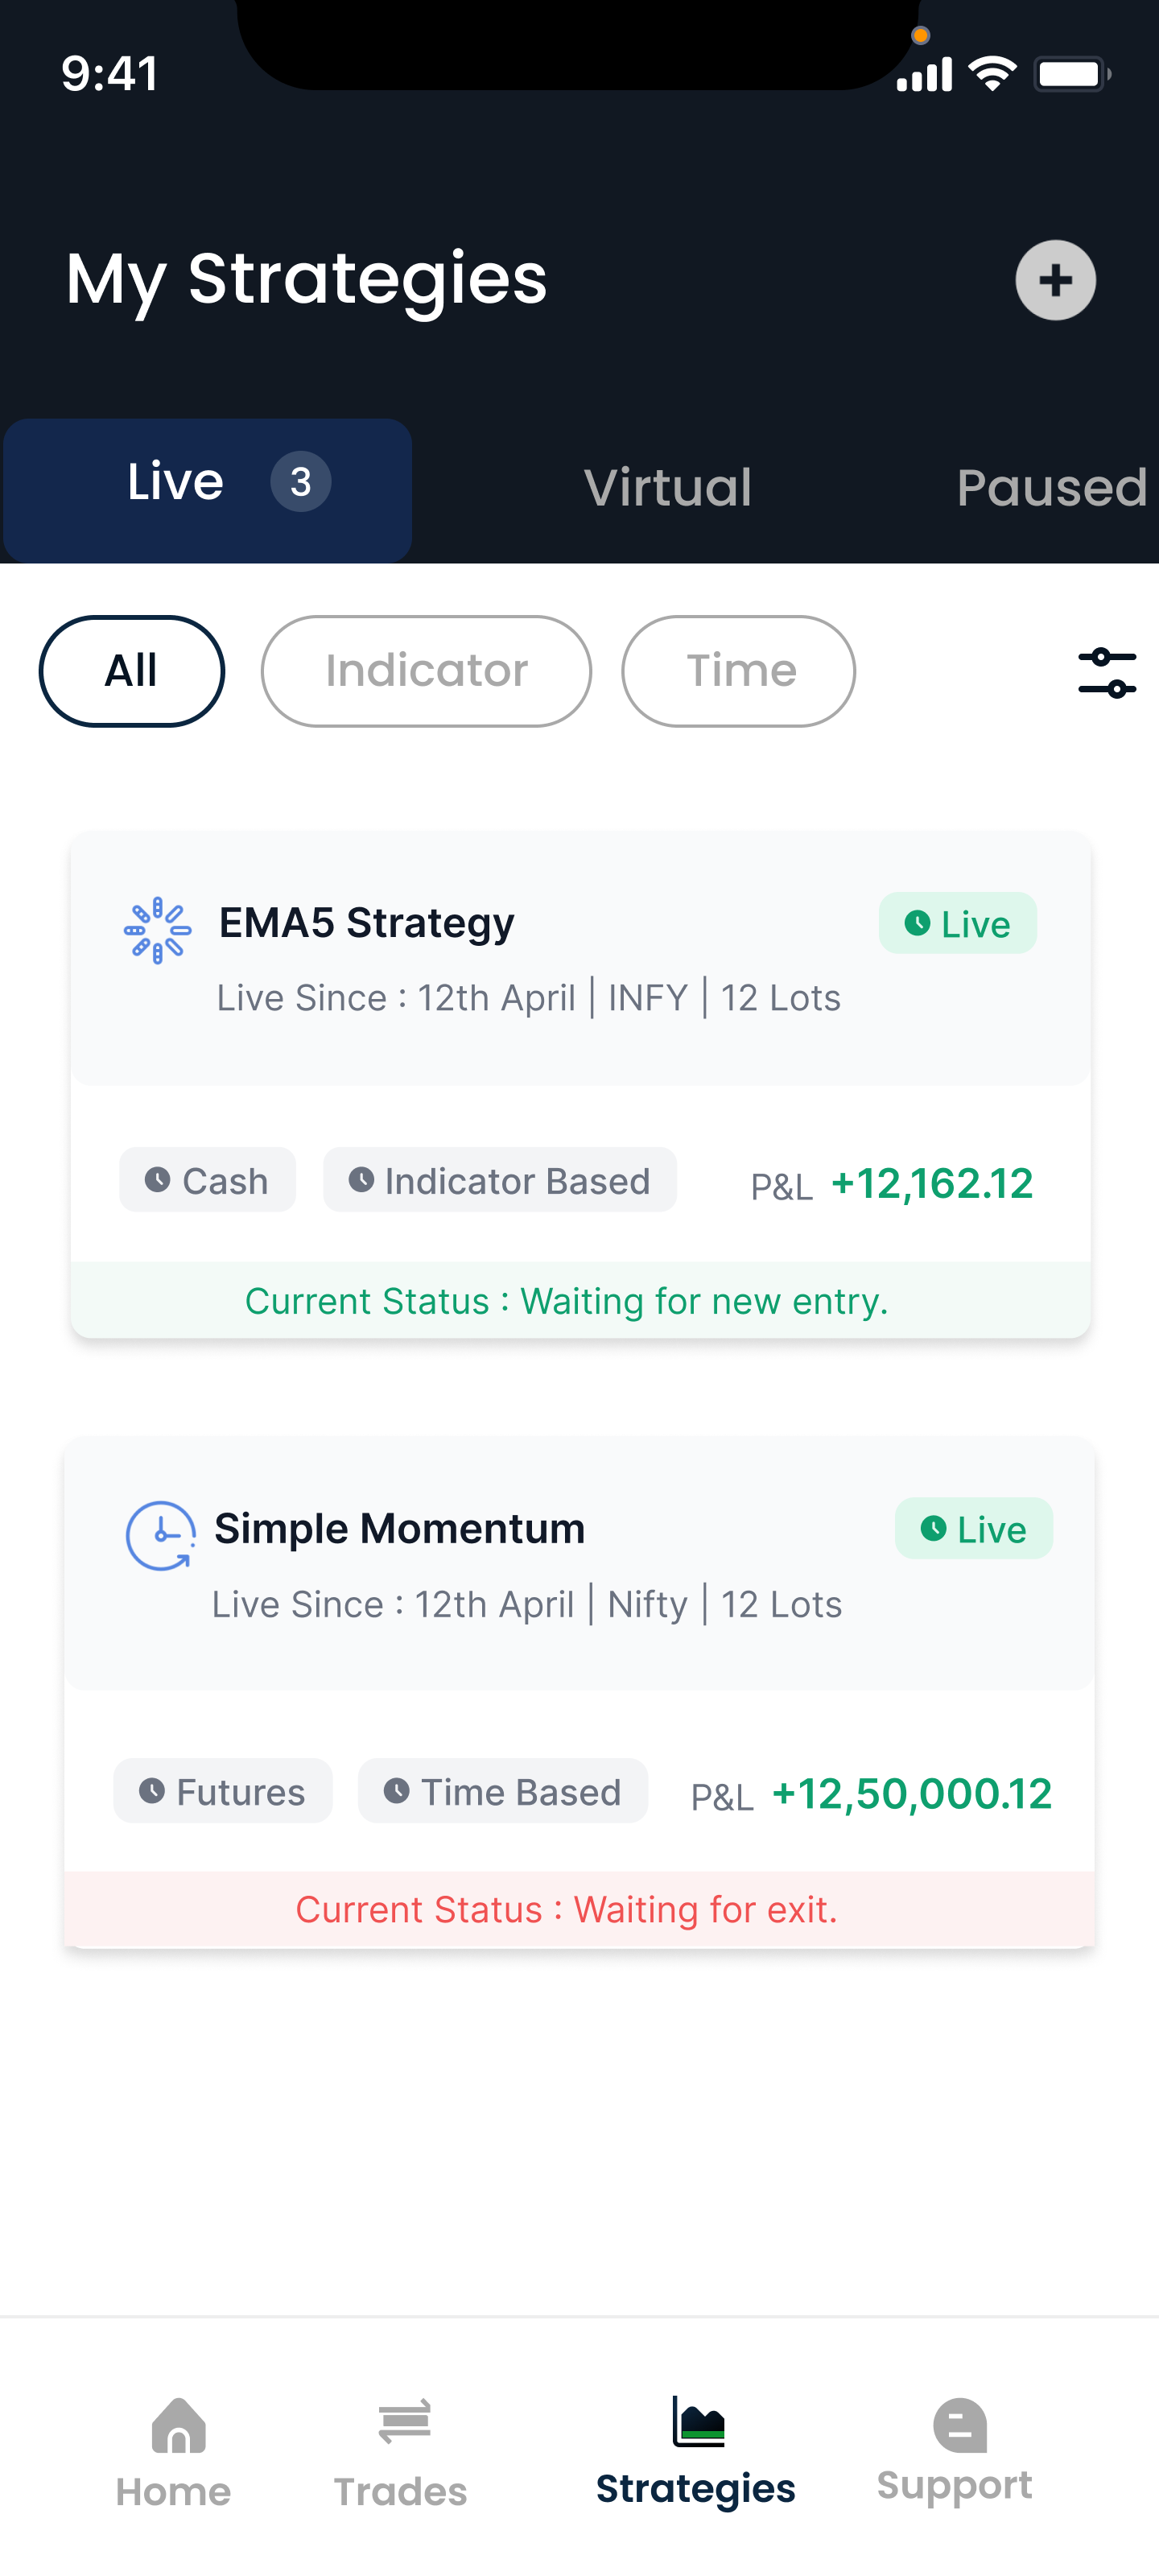 9:41
My Strategies
Live 3 Virtual Paused
All Indicator Time
EMA5 Strategy Live
Live Since : 12th April | INFY | 12 Lots
Cash Indicator Based P&L +12,162.12
Current Status : Waiting for new entry.
Simple Momentum Live
Live Since : 12th April | Nifty | 12 Lots
Futures Time Based P&L +12,50,000.12
Current Status : Waiting for exit.
Home Trades Strategies Support